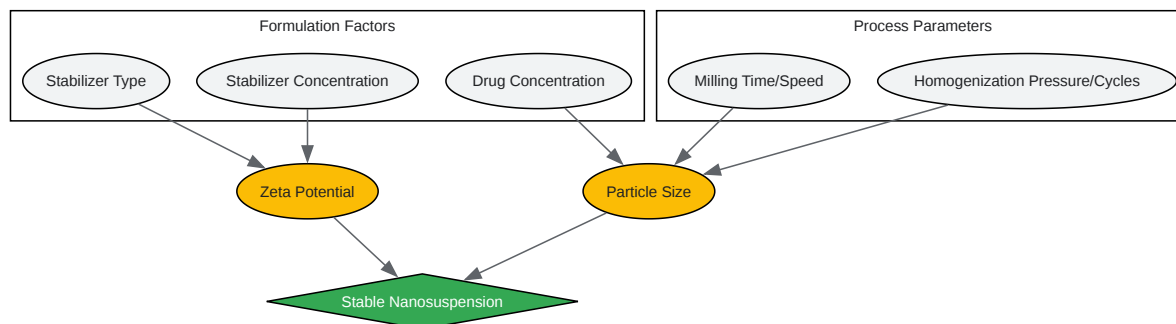 Formulation Factors
Process Parameters
Stabilizer Type
Stabilizer Concentration
Drug Concentration
Milling Time/Speed
Homogenization Pressure/Cycles
Zeta Potential
Particle Size
Stable Nanosuspension